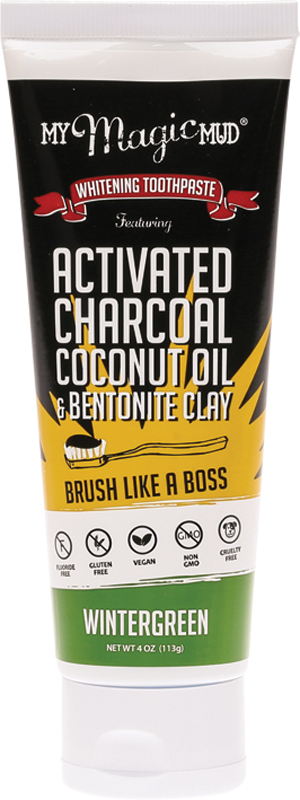 MY Magic MUD®
WHITENING TOOTHPASTE
Featuring
ACTIVATED
CHARCOAL
COCONUT OIL
& BENTONITE CLAY
BRUSH LIKE A BOSS
F GMO
FLUORIDE FREE
GLUTEN FREE
VEGAN
NON GMO
CRUELTY FREE
WINTERGREEN
NET WT 4 OZ (113g)